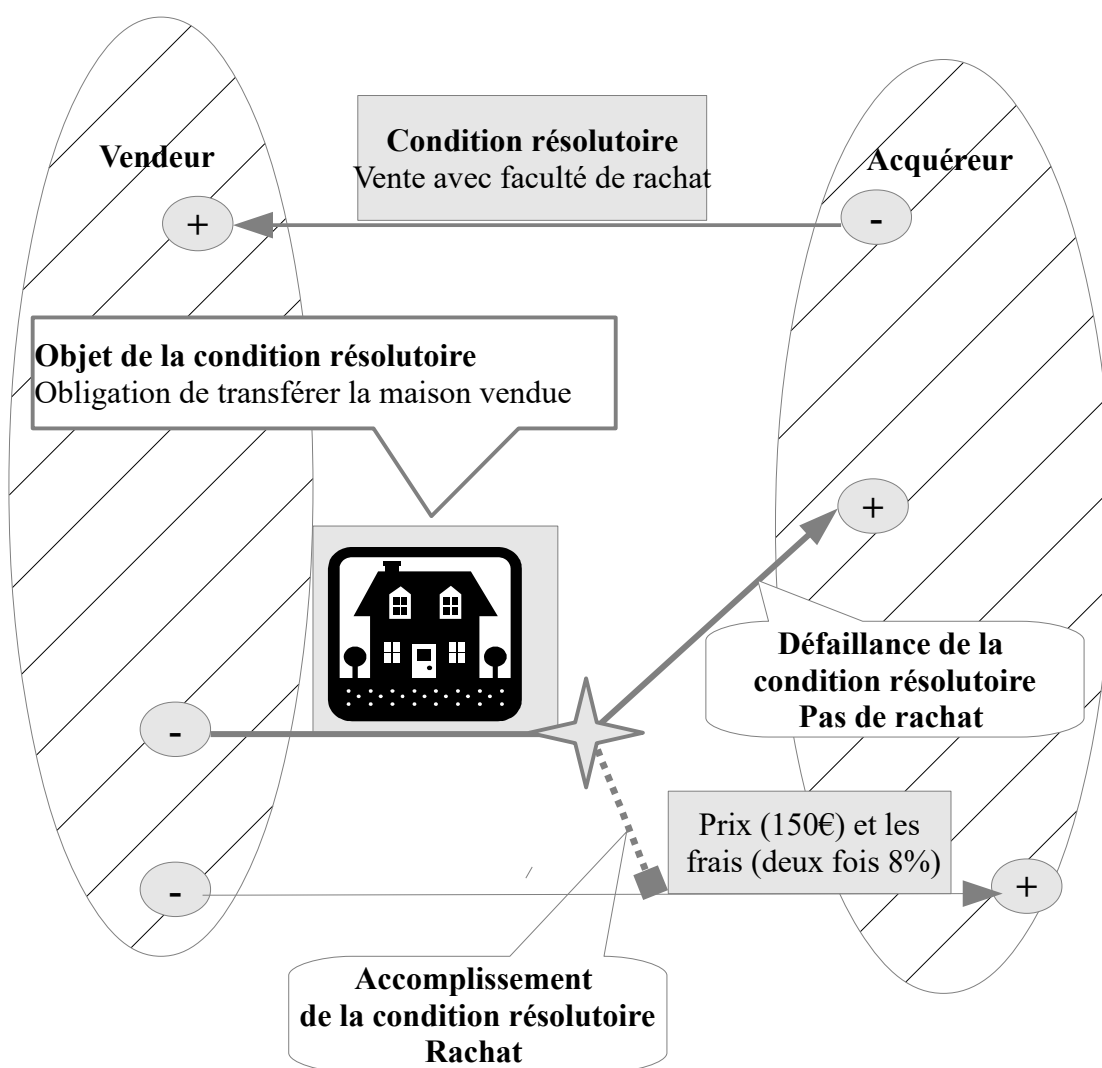 Condition résolutoire
Vente avec faculté de rachat
Vendeur
Acquéreur
+
-
Objet de la condition résolutoire
Obligation de transférer la maison vendue
+
Défaillance de la
condition résolutoire
Pas de rachat
-
Prix (150€) et les
frais (deux fois 8%)
-
+
Accomplissement
de la condition résolutoire
Rachat